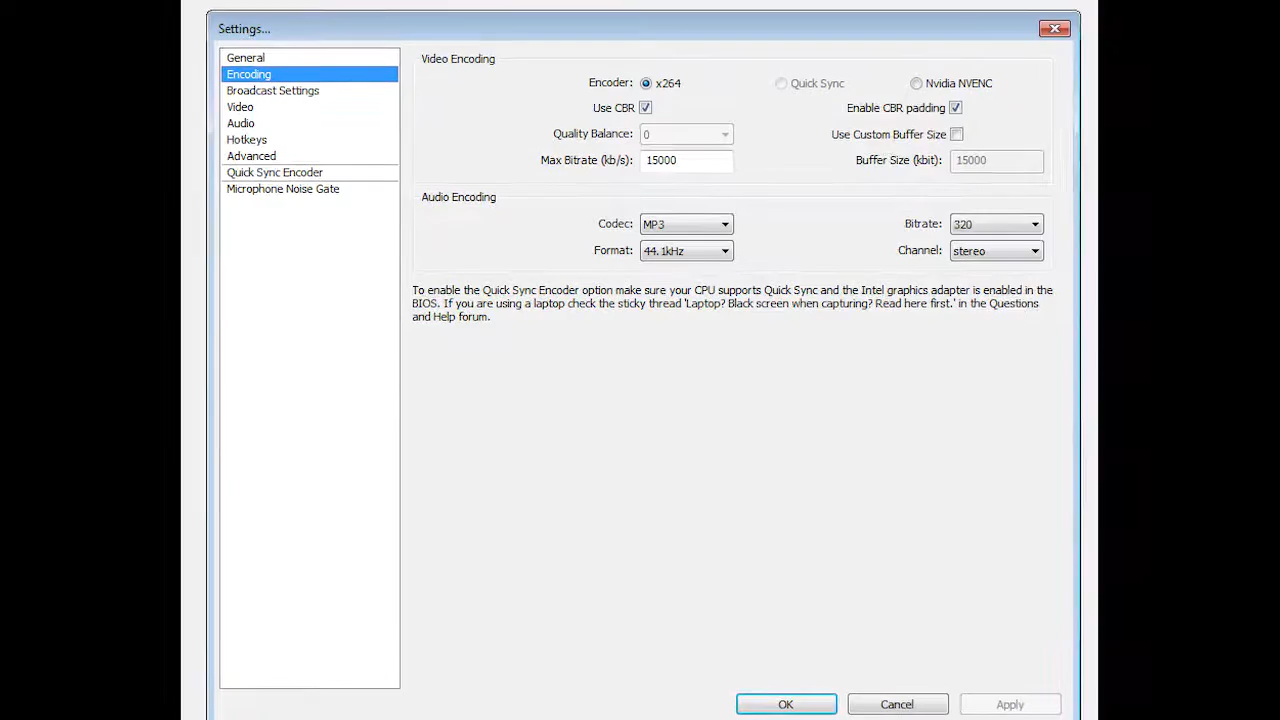 Settings...
General
Encoding
Broadcast Settings
Video
Audio
Hotkeys
Advanced
Quick Sync Encoder
Microphone Noise Gate
Video Encoding
Encoder: x264 Quick Sync Nvidia NVENC
Use CBR Enable CBR padding
Quality Balance: 0 Use Custom Buffer Size
Max Bitrate (kb/s): 15000 Buffer Size (kbit): 15000
Audio Encoding
Codec: MP3 Bitrate: 320
Format: 44.1kHz Channel: stereo
To enable the Quick Sync Encoder option make sure your CPU supports Quick Sync and the Intel graphics adapter is enabled in the
BIOS. If you are using a laptop check the sticky thread 'Laptop? Black screen when capturing? Read here first.' in the Questions
and Help forum.
OK Cancel Apply